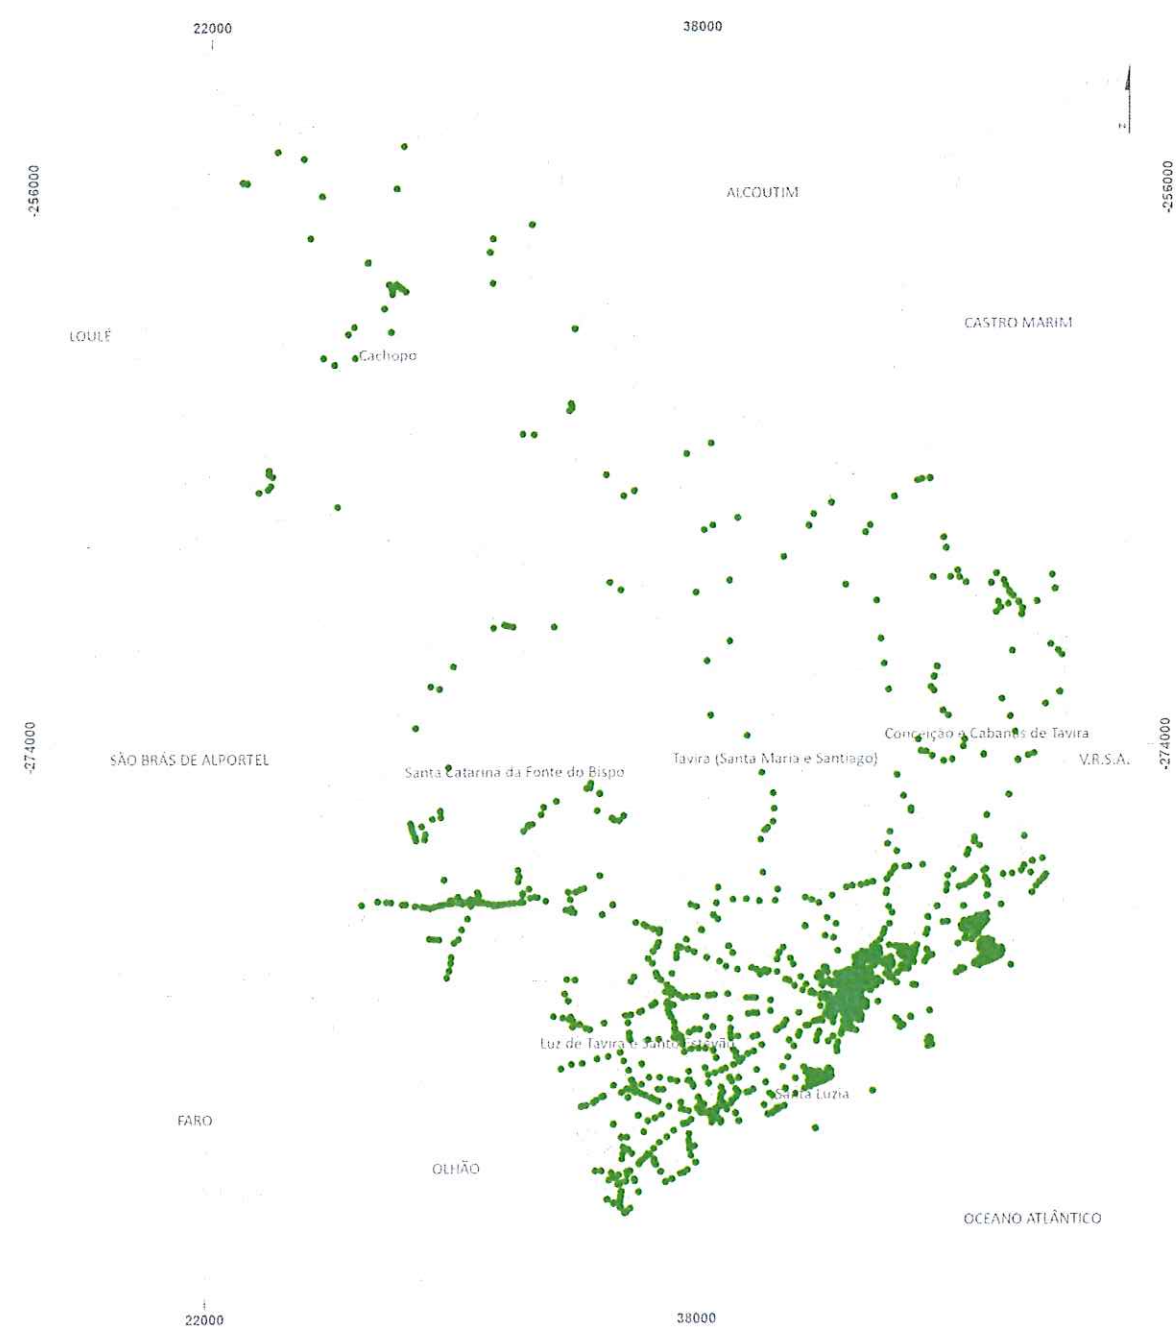 22000
38000
N
-256000
-256000
ALCOUTIM
CASTRO MARIM
LOULÉ
Cachopo
-274000
-274000
Conceição e Cabanas de Tavira
SÃO BRÁS DE ALPORTEL
Santa Catarina da Fonte do Bispo
Tavira (Santa Maria e Santiago)
V.R.S.A.
Luz de Tavira e Santo Estevão
Santa Luzia
FARO
OLHÃO
OCEANO ATLÂNTICO
22000
38000